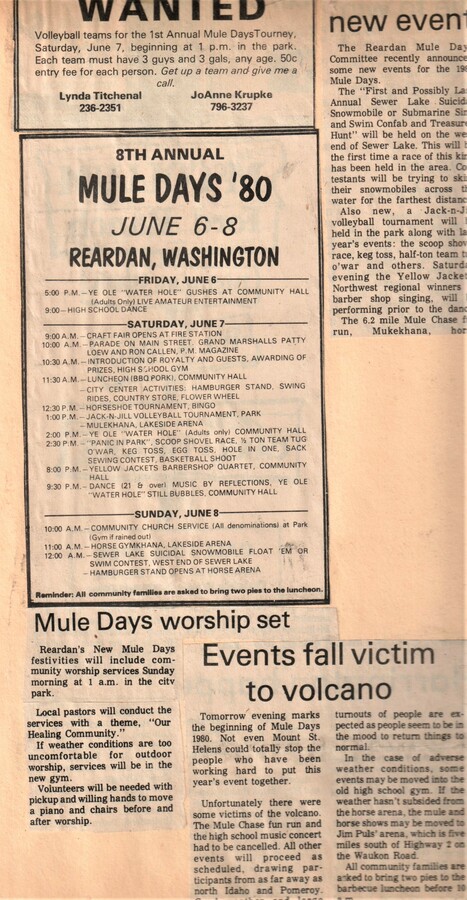 WANTED
Volleyball teams for the 1st Annual Mule DaysTourney,
Saturday, June 7, beginning at 1 p.m. in the park.
Each team must have 3 guys and 3 gals, any age. 50c
entry fee for each person. Get up a team and give me a
call.
Lynda Titchenal JoAnne Krupke
236-2351 796-3237
8TH ANNUAL
MULE DAYS '80
JUNE 6-8
REARDAN, WASHINGTON
FRIDAY, JUNE 6
5:00 P.M.–YE OLE "WATER HOLE" GUSHES AT COMMUNITY HALL
(Adults Only) LIVE AMATEUR ENTERTAINMENT
9:00–HIGH SCHOOL DANCE
SATURDAY, JUNE 7
9:00 A.M.–CRAFT FAIR OPENS AT FIRE STATION
10:00 A.M.–PARADE ON MAIN STREET, GRAND MARSHALLS PATTY
LOEW AND RON CALLEN, P.M. MAGAZINE
10:30 A.M.–INTRODUCTION OF ROYALTY AND GUESTS, AWARDING OF
PRIZES, HIGH SCHOOL GYM
11:30 A.M.–LUNCHEON (BBQ PORK), COMMUNITY HALL
–CITY CENTER ACTIVITIES: HAMBURGER STAND, SWING
RIDES, COUNTRY STORE, FLOWER WHEEL
12:30 P.M.–HORSESHOE TOURNAMENT, BINGO
1:00 P.M.–JACK-N-JILL VOLLEYBALL TOURNAMENT, PARK
–MULEKHANA, LAKESIDE ARENA
2:00 P.M.–YE OLE "WATER HOLE" (Adults only) COMMUNITY HALL
2:30 P.M.–"PANIC IN PARK", SCOOP SHOVEL RACE, ½ TON TEAM TUG
O'WAR, KEG TOSS, EGG TOSS, HOLE IN ONE, SACK
SEWING CONTEST, BASKETBALL SHOOT
8:00 P.M.–YELLOW JACKETS BARBERSHOP QUARTET, COMMUNITY
HALL
9:30 P.M.–DANCE (21 & over) MUSIC BY REFLECTIONS, YE OLE
"WATER HOLE" STILL BUBBLES, COMMUNITY HALL
SUNDAY, JUNE 8
10:00 A.M.–COMMUNITY CHURCH SERVICE (All denominations) at Park
(Gym if rained out)
11:00 A.M.–HORSE GYMKHANA, LAKESIDE ARENA
12:00 A.M.–SEWER LAKE SUICIDAL SNOWMOBILE FLOAT 'EM OR
SWIM CONTEST, WEST END OF SEWER LAKE
–HAMBURGER STAND OPENS AT HORSE ARENA
Reminder: All community families are asked to bring two pies to the luncheon.
new event
The Reardan Mule Day
Committee recently announce
some new events for the 19
Mule Days.
The "First and Possibly La
Annual Sewer Lake Suicid
Snowmobile or Submarine Si
and Swim Confab and Treasur
Hunt" will be held on the we
end of Sewer Lake. This will
the first time a race of this ki
has been held in the area. Co
testants will be trying to ski
their snowmobiles across t
water for the farthest distanc
Also new, a Jack-n-J
volleyball tournament will
held in the park along with la
year's events: the scoop shov
race, keg toss, half-ton team t
o'war and others. Saturda
evening the Yellow Jacket
Northwest regional winners
barber shop singing, will
performing prior to the danc
The 6.2 mile Mule Chase f
run, Mukekhana, hor
Mule Days worship set
Reardan's New Mule Days
festivities will include com-
munity worship services Sunday
morning at 1 a.m. in the city
park.
Local pastors will conduct the
services with a theme, "Our
Healing Community."
If weather conditions are too
uncomfortable for outdoor
worship, services will be in the
new gym.
Volunteers will be needed with
pickup and willing hands to move
a piano and chairs before and
after worship.
Events fall victim
to volcano
Tomorrow evening marks
the beginning of Mule Days
1980. Not even Mount St.
Helens could totally stop the
people who have been
working hard to put this
year's event together.
Unfortunately there were
some victims of the volcano.
The Mule Chase fun run and
the high school music concert
had to be cancelled. All other
events will proceed as
scheduled, drawing par-
ticipants from as far away as
north Idaho and Pomeroy.
turnouts of people are ex-
pected as people seem to be in
the mood to return things to
normal.
In the case of adverse
weather conditions, some
events may be moved into the
old high school gym. If the
weather hasn't subsided from
the horse arena, the mule and
horse shows may be moved to
Jim Puls' arena, which is five
miles south of Highway 2 on
the Waukon Road.
All community families are
asked to bring two pies to the
barbecue luncheon before 10